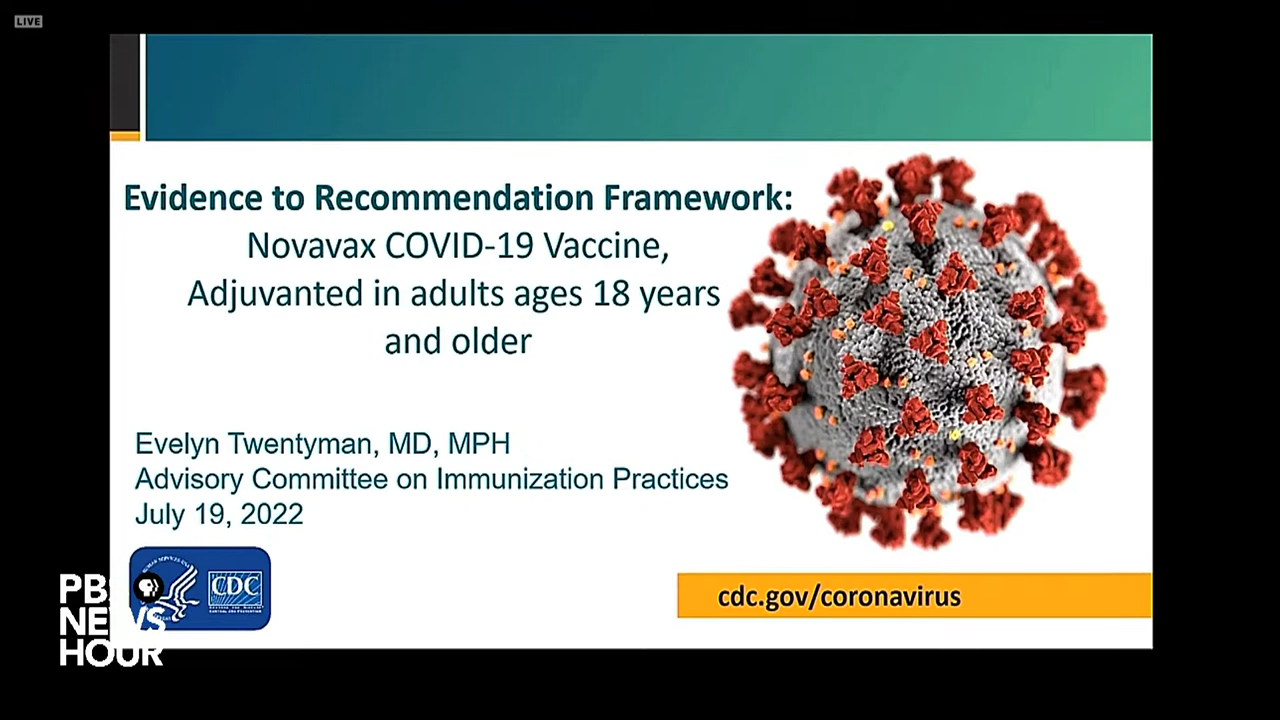 LIVE
Evidence to Recommendation Framework:
Novavax COVID-19 Vaccine,
Adjuvanted in adults ages 18 years
and older
Evelyn Twentyman, MD, MPH
Advisory Committee on Immunization Practices
July 19, 2022
CDC
cdc.gov/coronavirus
PBS
NEWS
HOUR